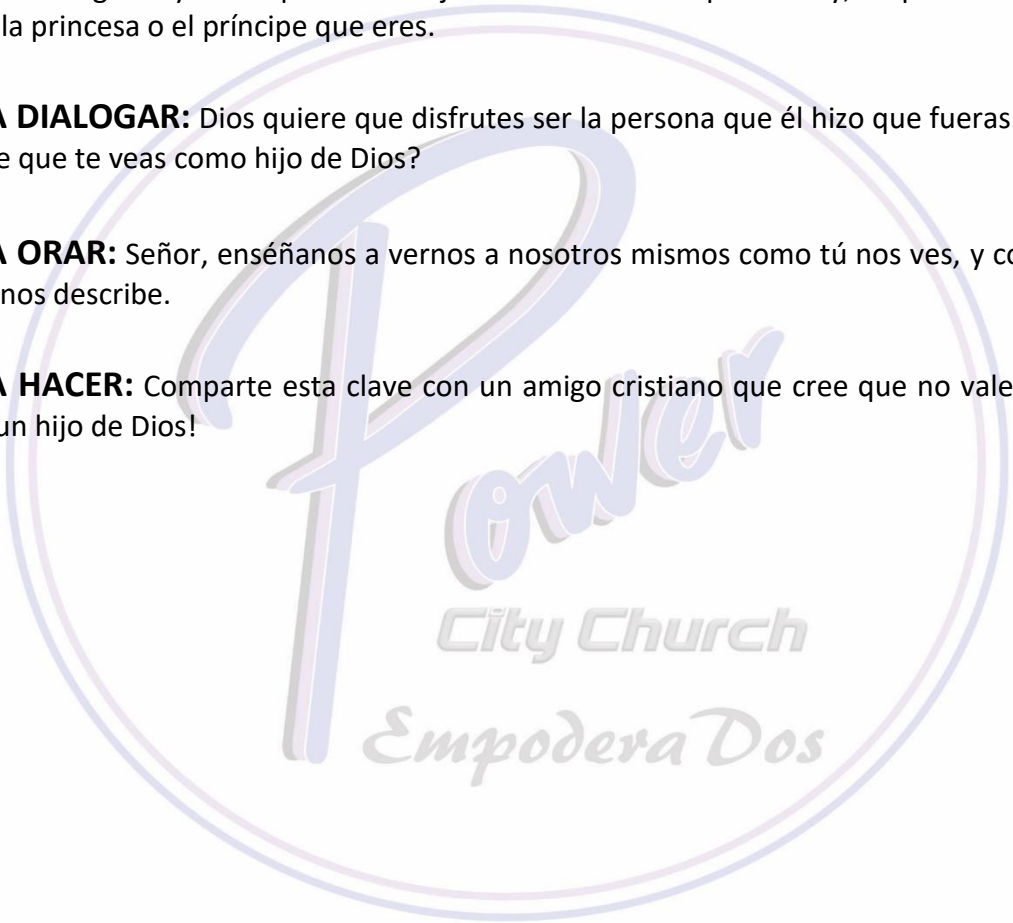 la princesa o el príncipe que eres.
A DIALOGAR: Dios quiere que disfrutes ser la persona que él hizo que fueras.
e que te veas como hijo de Dios?
A ORAR: Señor, enséñanos a vernos a nosotros mismos como tú nos ves, y co
nos describe.
A HACER: Comparte esta clave con un amigo cristiano que cree que no vale
un hijo de Dios!
Power
City Church
EmpoderaDos